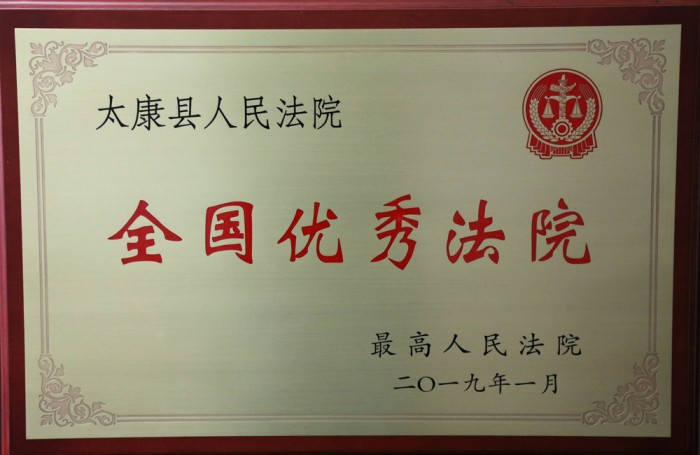 太康县人民法院
全国优秀法院
最高人民法院
二〇一九年一月